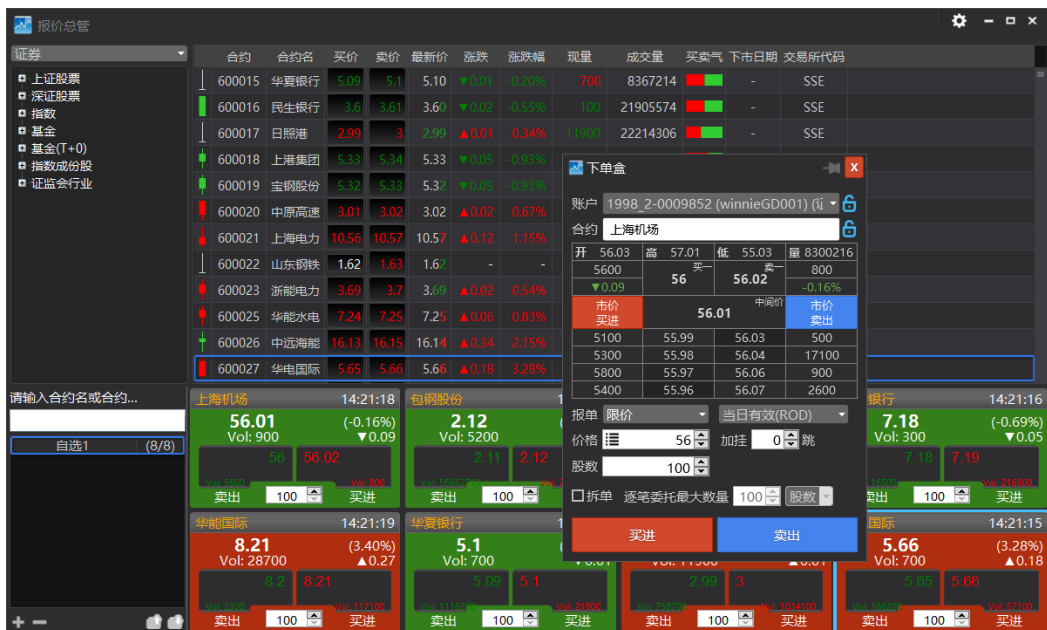 报价总管
证券
上证股票
深证股票
指数
基金
基金(T+0)
指数成份股
证监会行业
合约 合约名 买价 卖价 最新价 涨跌 涨跌幅 现量 成交量 买卖气 下市日期 交易所代码
600015 华夏银行 5.09 5.1 5.10 ▼0.01 -0.20% 700 8367214 - SSE
600016 民生银行 3.6 3.61 3.60 ▼0.02 -0.55% 100 21905574 - SSE
600017 日照港 2.99 3 2.99 ▲0.01 0.34% 11900 22214306 - SSE
600018 上港集团 5.33 5.34 5.33 ▼0.05 -0.93%
600019 宝钢股份 5.32 5.33 5.32 ▼0.05 -0.93%
600020 中原高速 3.01 3.02 3.02 ▲0.02 0.67%
600021 上海电力 10.56 10.57 10.57 ▲0.12 1.15%
600022 山东钢铁 1.62 1.63 1.62 - -
600023 浙能电力 3.69 3.7 3.69 ▲0.02 0.54%
600025 华能水电 7.24 7.25 7.25 ▲0.06 0.83%
600026 中远海能 16.13 16.15 16.14 ▲0.34 2.15%
600027 华电国际 5.65 5.66 5.66 ▲0.18 3.28%
下单盒
X
账户 1998_2-0009852 (winnieGD001) (证
合约 上海机场
开 56.03 高 57.01 低 55.03 量 8300216
5600 56 买一 56.02 卖一 800
▼0.09 -0.16%
市价买进 56.01 中间价 市价卖出
5100 55.99 56.03 500
5300 55.98 56.04 17100
5800 55.97 56.06 900
5400 55.96 56.07 2600
报单 限价 当日有效(ROD)
价格 56 加挂 0 跳
股数 100
拆单 逐笔委托最大数量 100 股数
买进 卖出
请输入合约名或合约...
自选1 (8/8)
上海机场 14:21:18
56.01 (-0.16%)
Vol: 900 ▼0.09
56 56.02
Vol: 5600 Vol: 800
卖出 100 买进
包钢股份
2.12
Vol: 5200
2.11 2.12
卖出 100 买进
银行 14:21:16
7.18 (-0.69%)
Vol: 300 ▼0.05
7.18 7.19
16500 Vol: 216800
卖出 100 买进
华能国际 14:21:19
8.21 (3.40%)
Vol: 28700 ▲0.27
8.2 8.21
Vol: 117100
卖出 100 买进
华夏银行
5.1
Vol: 700
5.09 5.1
Vol: 21900
卖出 100 买进
Vol: 11900 ▲0.01
2.99 3
Vol: 1034100
卖出 100 买进
国际 14:21:15
5.66 (3.28%)
Vol: 700 ▲0.18
5.65 5.66
Vol: 57100
卖出 100 买进